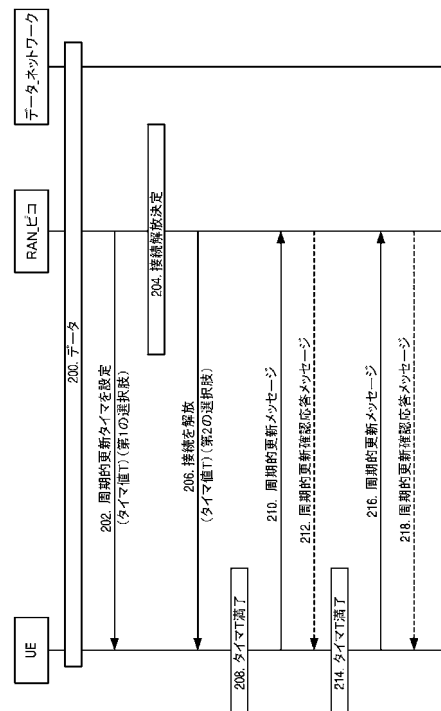 UE
RAN_ピコ
データ_ネットワーク
200. データ
202. 周期的更新タイマを設定
(タイマ値T)(第1の選択肢)
204. 接続解放決定
206. 接続を解放
(タイマ値T)(第2の選択肢)
208. タイマT満了
210. 周期的更新メッセージ
212. 周期的更新確認応答メッセージ
214. タイマT満了
216. 周期的更新メッセージ
218. 周期的更新確認応答メッセージ